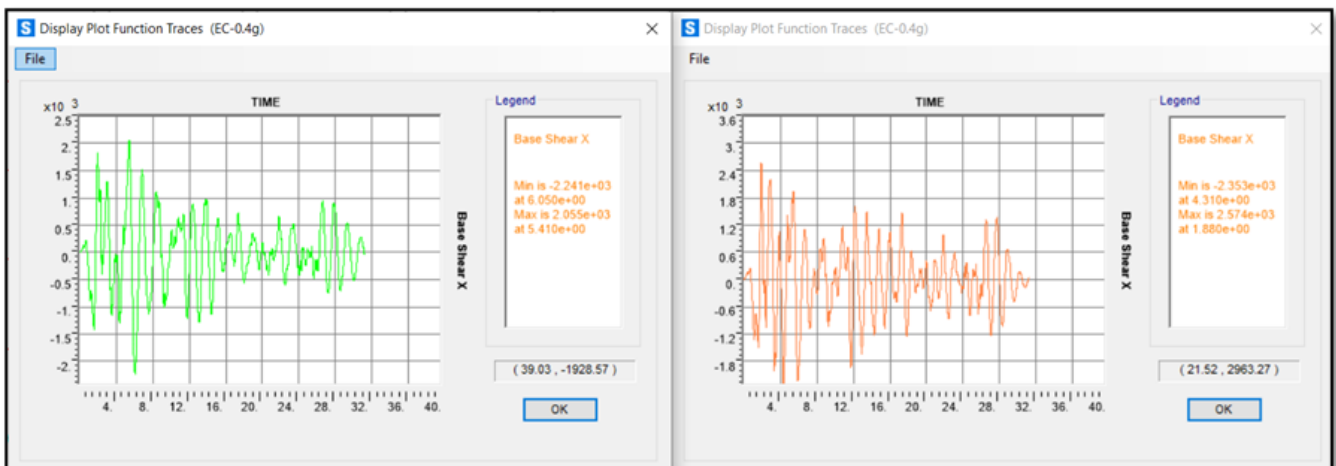 S Display Plot Function Traces (EC-0.4g)
File
x10 3
TIME
2.5
2.
1.5
1.
0.5
0.
-0.5
-1.
-1.5
-2.
4. 8. 12. 16. 20. 24. 28. 32. 36. 40.
Base Shear X
Legend
Base Shear X
Min is -2.241e+03
at 6.050e+00
Max is 2.055e+03
at 5.410e+00
( 39.03 , -1928.57 )
OK
S Display Plot Function Traces (EC-0.4g)
File
x10 3
TIME
3.6
3.
2.4
1.8
1.2
0.6
0.
-0.6
-1.2
-1.8
4. 8. 12. 16. 20. 24. 28. 32. 36. 40.
Base Shear X
Legend
Base Shear X
Min is -2.353e+03
at 4.310e+00
Max is 2.574e+03
at 1.880e+00
( 21.52 , 2963.27 )
OK